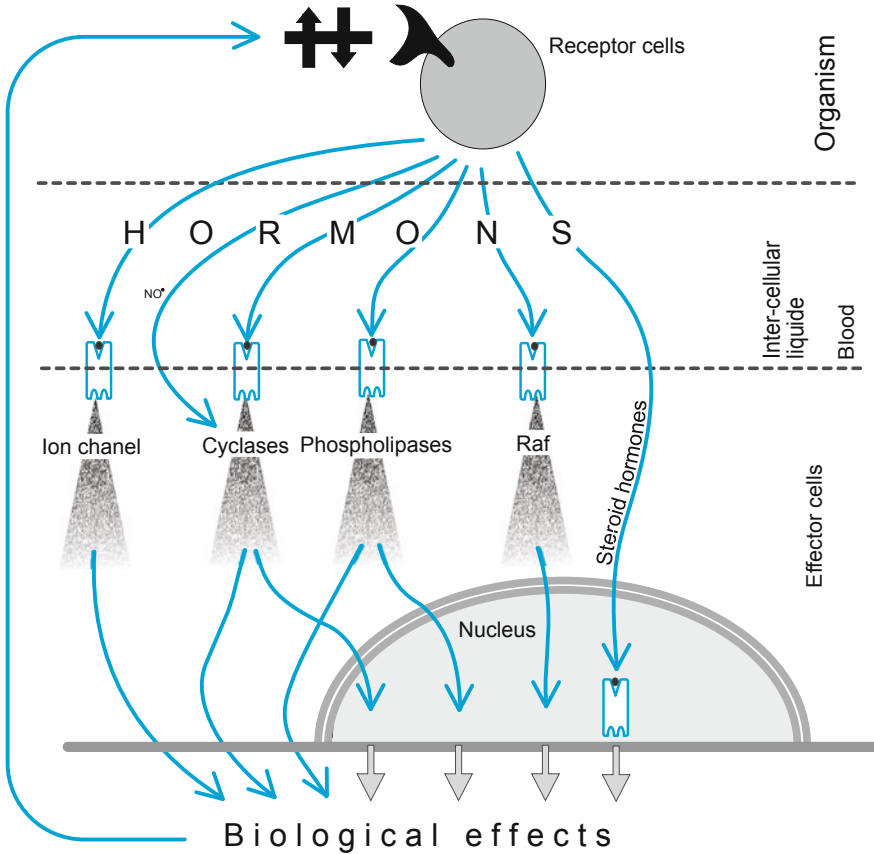 Receptor cells
Organism
H O R M O N S
NO•
Inter-cellular
liquide
Blood
Ion chanel
Cyclases
Phospholipases
Raf
Steroid hormones
Effector cells
Nucleus
Biological effects